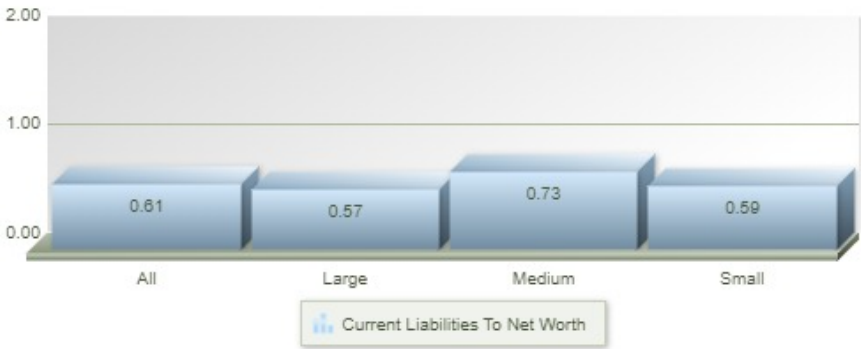 2.00
1.00
0.00
0.61
0.57
0.73
0.59
All
Large
Medium
Small
Current Liabilities To Net Worth